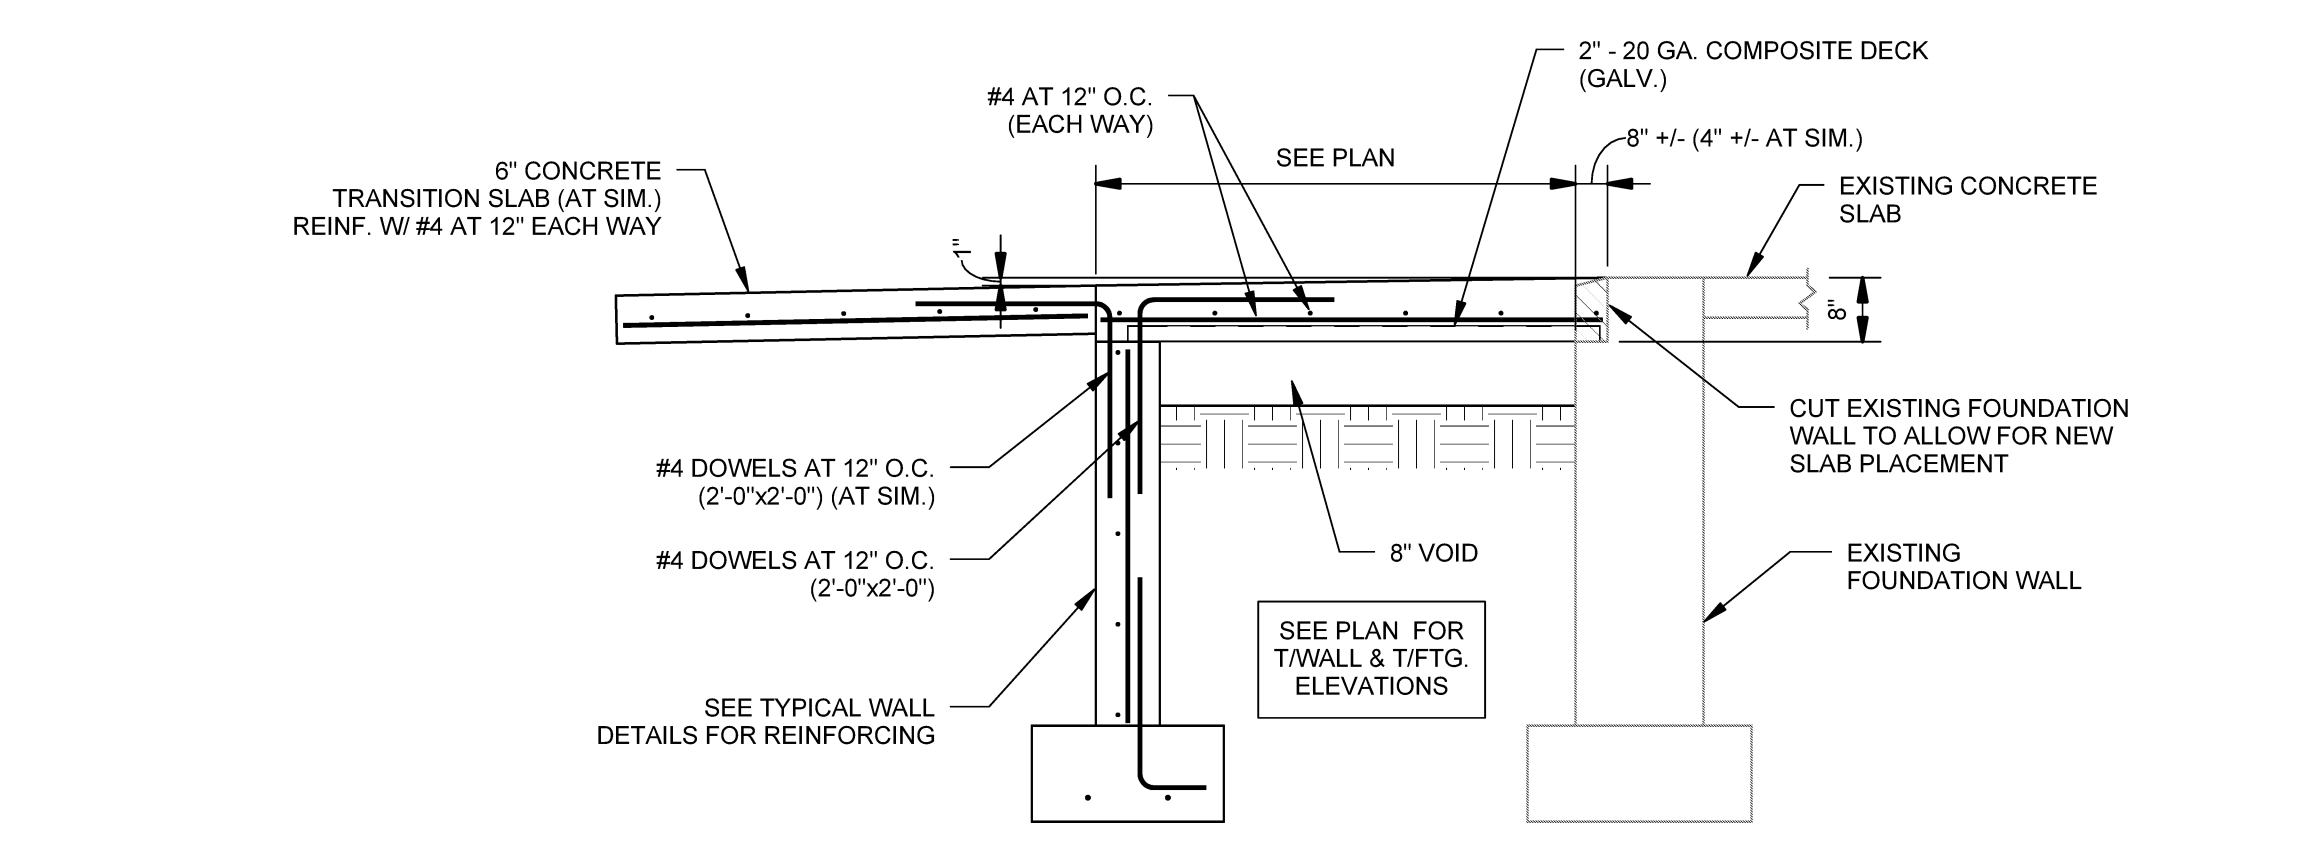 2" - 20 GA. COMPOSITE DECK
(GALV.)
#4 AT 12" O.C.
(EACH WAY)
8" +/- (4" +/- AT SIM.)
SEE PLAN
6" CONCRETE
TRANSITION SLAB (AT SIM.)
REINF. W/ #4 AT 12" EACH WAY
EXISTING CONCRETE
SLAB
1"
8"
CUT EXISTING FOUNDATION
WALL TO ALLOW FOR NEW
SLAB PLACEMENT
#4 DOWELS AT 12" O.C.
(2'-0"x2'-0") (AT SIM.)
#4 DOWELS AT 12" O.C.
(2'-0"x2'-0")
8" VOID
EXISTING
FOUNDATION WALL
SEE PLAN FOR
T/WALL & T/FTG.
ELEVATIONS
SEE TYPICAL WALL
DETAILS FOR REINFORCING